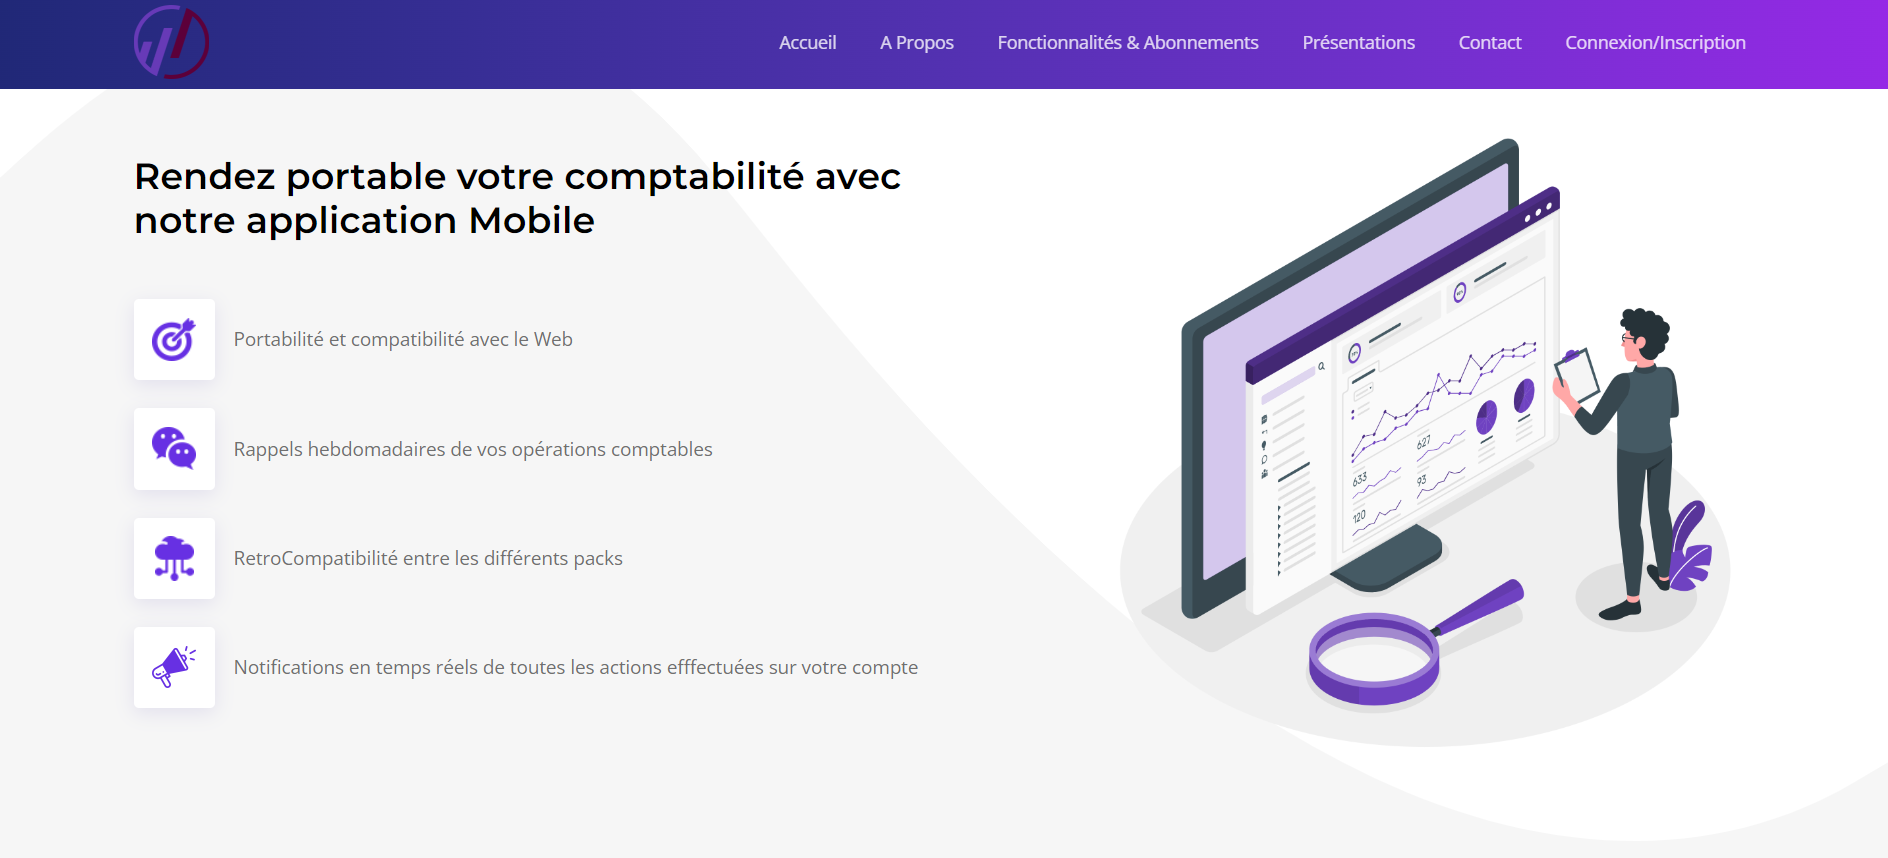 Accueil A Propos Fonctionnalités & Abonnements Présentations Contact Connexion/Inscription
Rendez portable votre comptabilité avec
notre application Mobile
Portabilité et compatibilité avec le Web
Rappels hebdomadaires de vos opérations comptables
RetroCompatibilité entre les différents packs
Notifications en temps réels de toutes les actions efffectuées sur votre compte
627
633
93
120